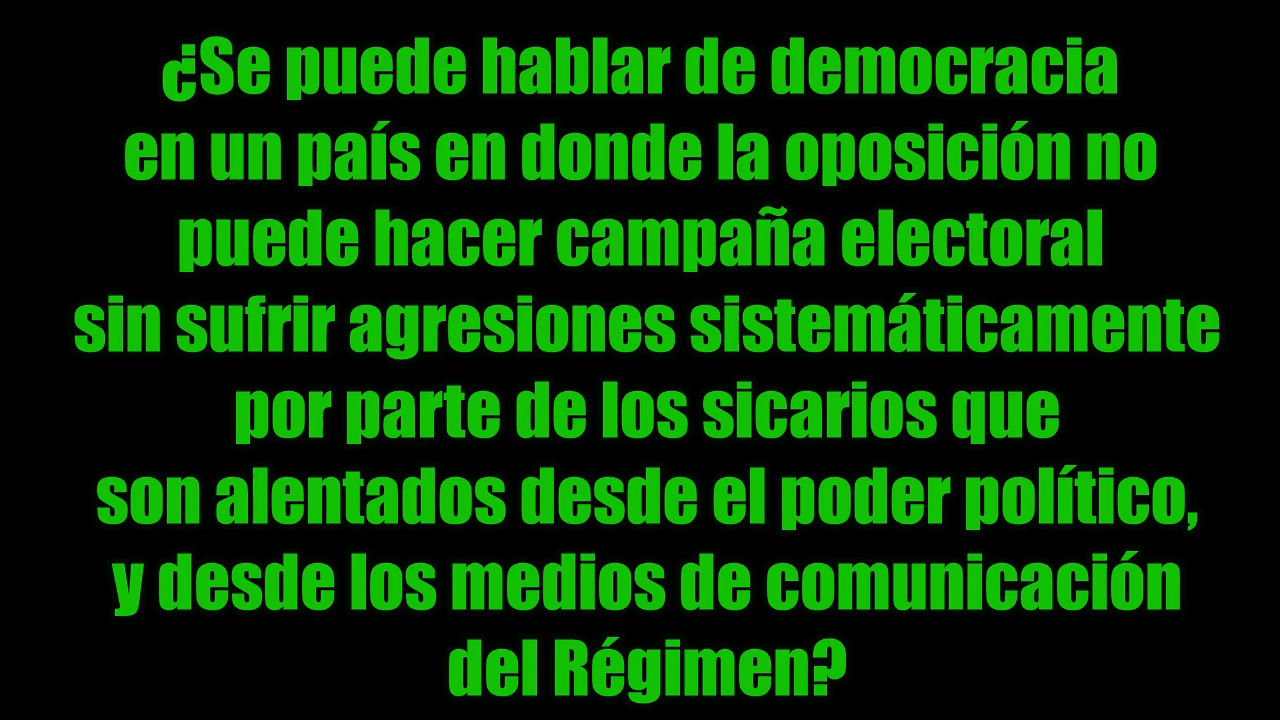 ¿Se puede hablar de democracia
en un país en donde la oposición no
puede hacer campaña electoral
sin sufrir agresiones sistemáticamente
por parte de los sicarios que
son alentados desde el poder político,
y desde los medios de comunicación
del Régimen?